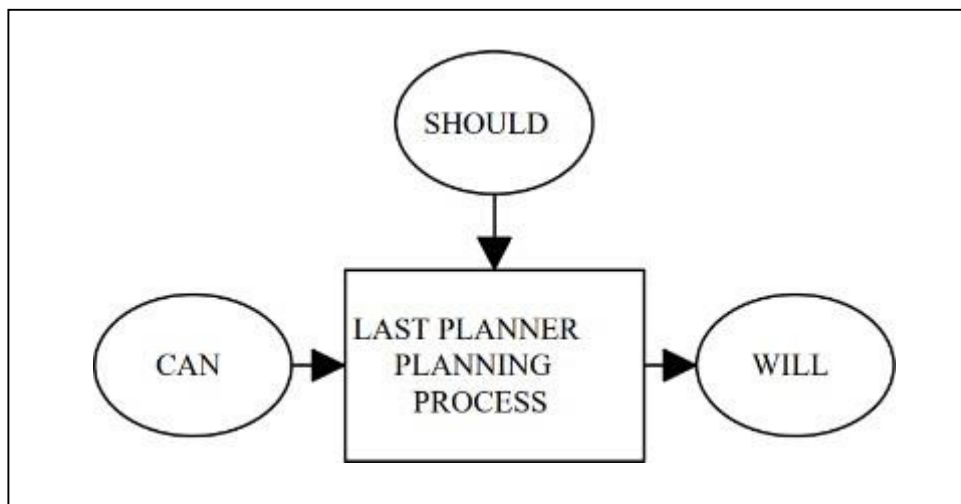 SHOULD
CAN
LAST PLANNER
PLANNING
PROCESS
WILL